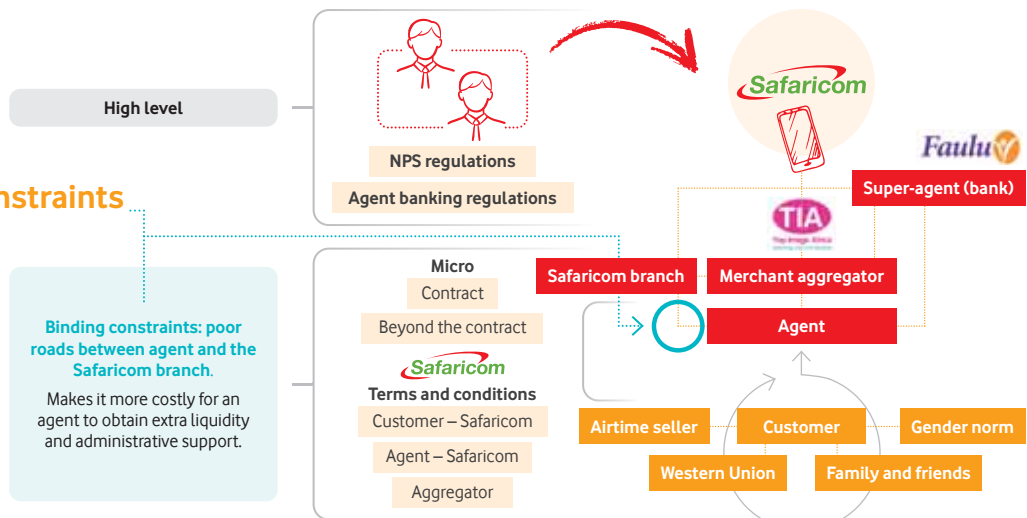 High level
NPS regulations
Agent banking regulations
Safaricom
Faulu
Super-agent (bank)
TIA
nstraints
Micro
Contract
Beyond the contract
Safaricom
Terms and conditions
Customer – Safaricom
Agent – Safaricom
Aggregator
Safaricom branch
Merchant aggregator
Agent
Binding constraints: poor
roads between agent and the
Safaricom branch.
Makes it more costly for an
agent to obtain extra liquidity
and administrative support.
Airtime seller
Customer
Gender norm
Western Union
Family and friends